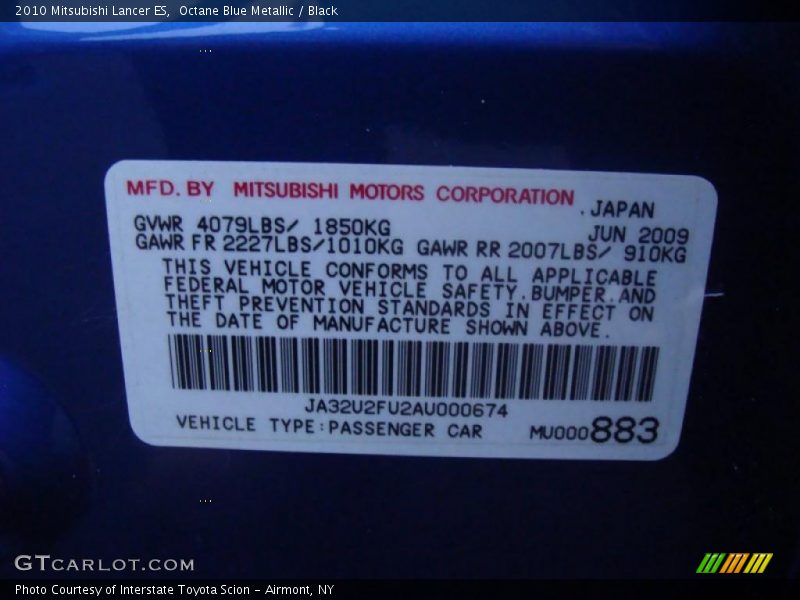 2010 Mitsubishi Lancer ES,  Octane Blue Metallic / Black
MFD. BY MITSUBISHI MOTORS CORPORATION .JAPAN
GVWR 4079LBS/ 1850KG JUN 2009
GAWR FR 2227LBS/1010KG GAWR RR 2007LBS/ 910KG
THIS VEHICLE CONFORMS TO ALL APPLICABLE
FEDERAL MOTOR VEHICLE SAFETY.BUMPER.AND
THEFT PREVENTION STANDARDS IN EFFECT ON
THE DATE OF MANUFACTURE SHOWN ABOVE.
JA32U2FU2AU000674
VEHICLE TYPE:PASSENGER CAR MU000883
GTCARLOT.COM
Photo Courtesy of Interstate Toyota Scion - Airmont, NY